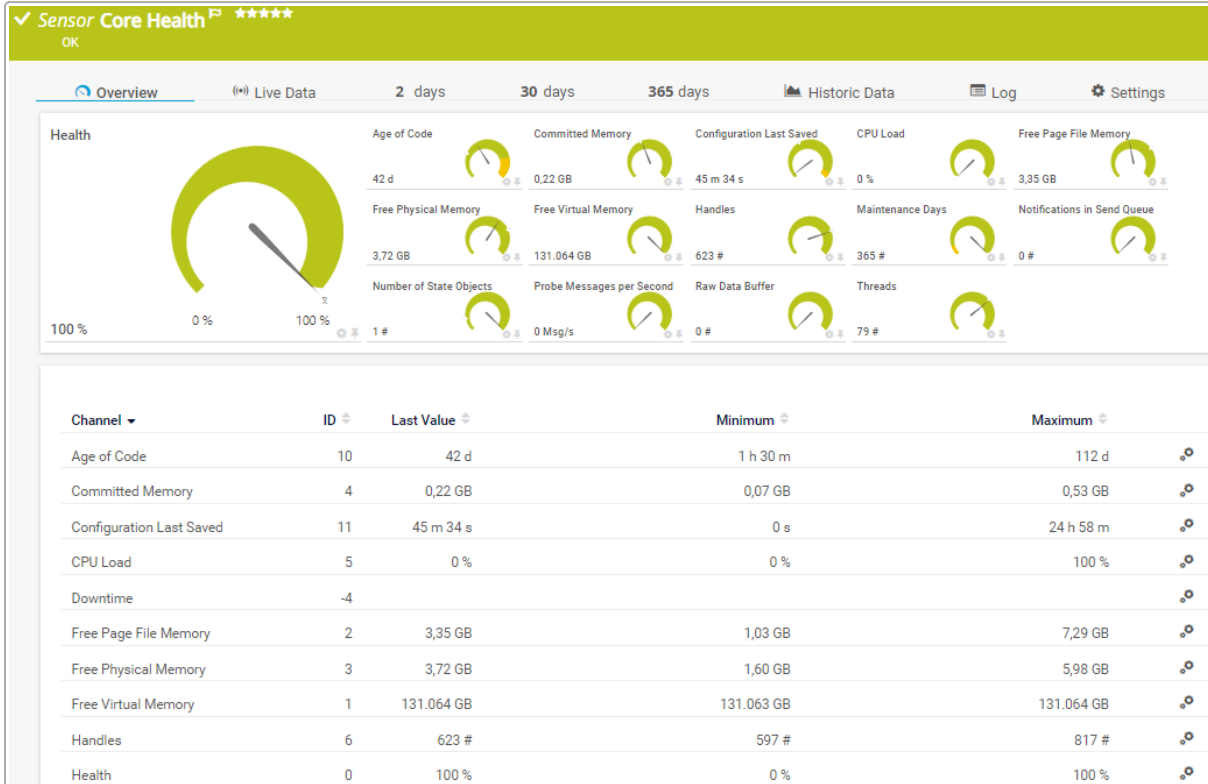 Sensor Core Health
OK
Overview Live Data 2 days 30 days 365 days Historic Data Log Settings
Health
100 %
0 %
100 %
Age of Code
42 d
Committed Memory
0,22 GB
Configuration Last Saved
45 m 34 s
CPU Load
0 %
Free Page File Memory
3,35 GB
Free Physical Memory
3,72 GB
Free Virtual Memory
131.064 GB
Handles
623 #
Maintenance Days
365 #
Notifications in Send Queue
0 #
Number of State Objects
1 #
Probe Messages per Second
0 Msg/s
Raw Data Buffer
0 #
Threads
79 #
Channel ID Last Value Minimum Maximum
Age of Code 10 42 d 1 h 30 m 112 d
Committed Memory 4 0,22 GB 0,07 GB 0,53 GB
Configuration Last Saved 11 45 m 34 s 0 s 24 h 58 m
CPU Load 5 0 % 0 % 100 %
Downtime -4
Free Page File Memory 2 3,35 GB 1,03 GB 7,29 GB
Free Physical Memory 3 3,72 GB 1,60 GB 5,98 GB
Free Virtual Memory 1 131.064 GB 131.063 GB 131.064 GB
Handles 6 623 # 597 # 817 #
Health 0 100 % 0 % 100 %